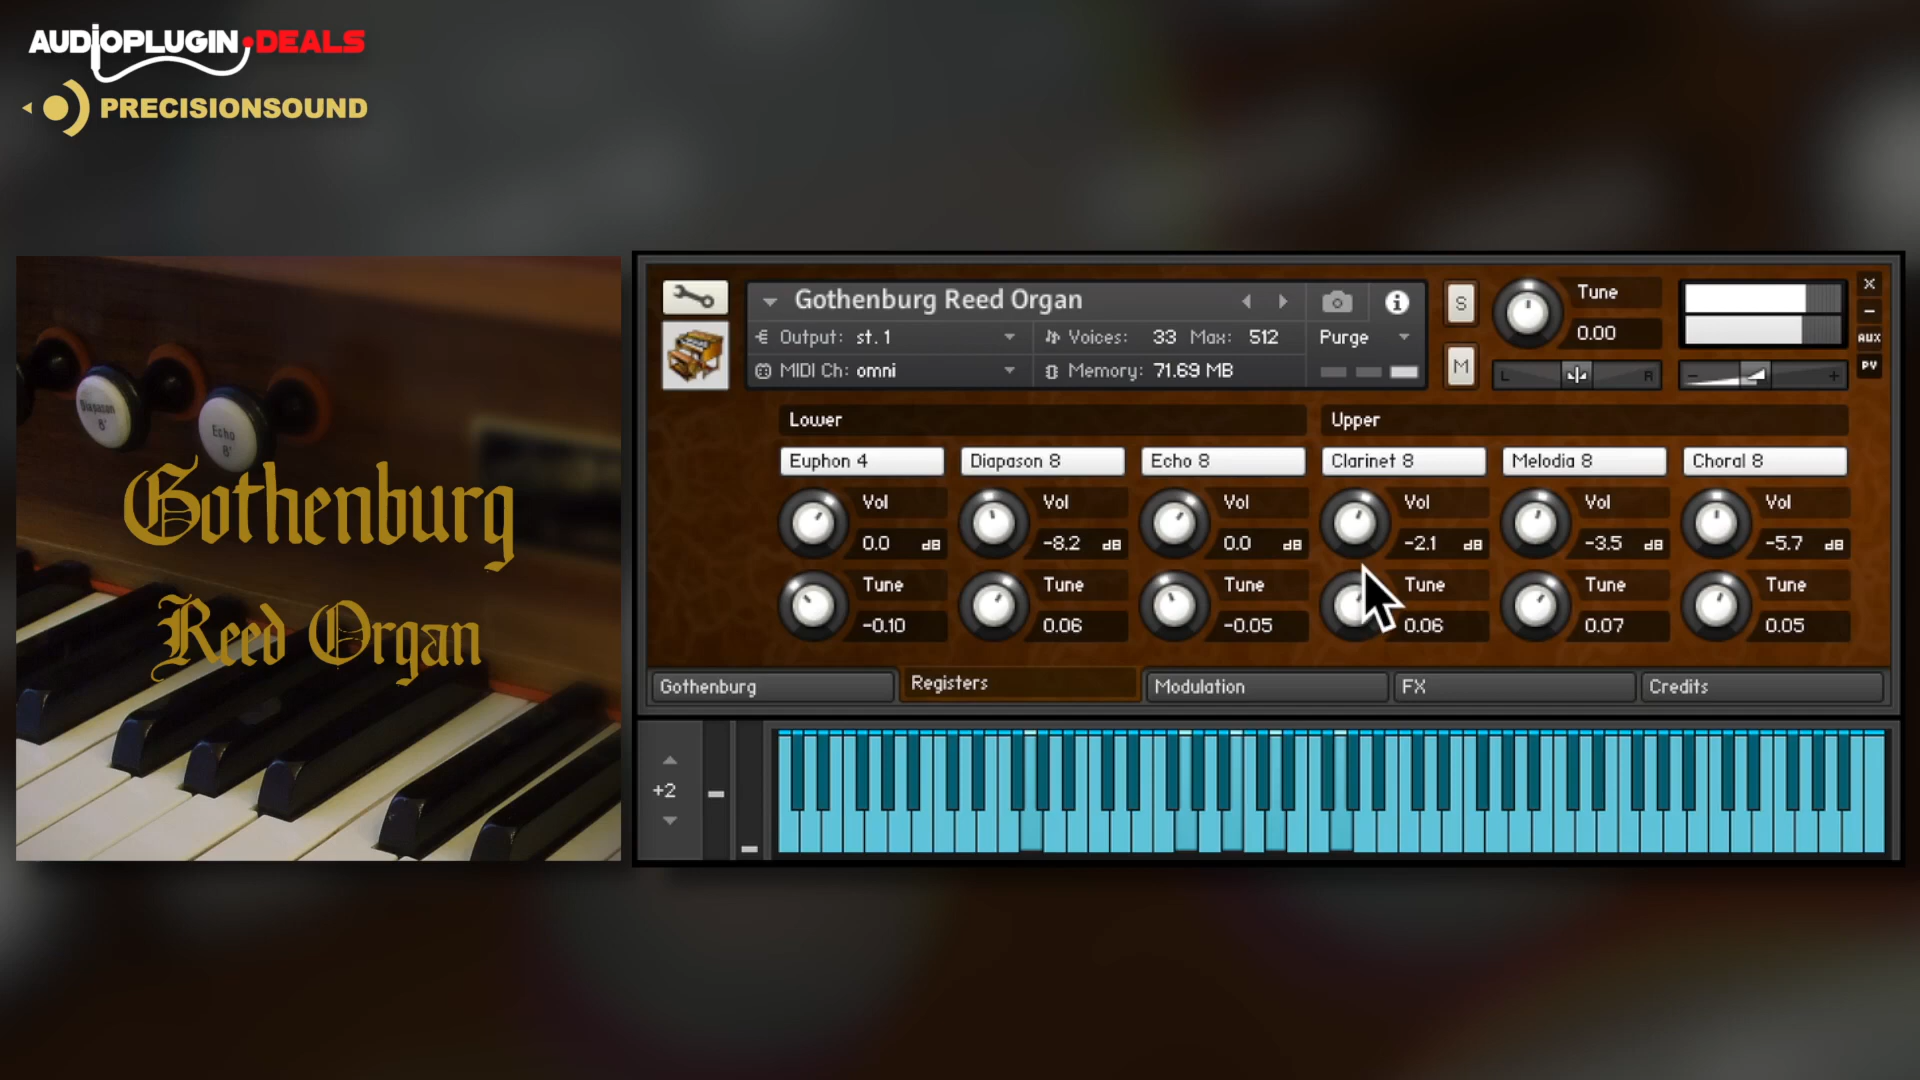 AUDIOPLUGIN.DEALS
PRECISIONSOUND
Diapason
8'
Echo
8'
Gothenburg
Reed Organ
Gothenburg Reed Organ
Output: st. 1
Voices: 33 Max: 512
Purge
MIDI Ch: omni
Memory: 71.69 MB
S
M
Tune
0.00
L
R
-
+
X
-
AUX
PV
Lower
Upper
Euphon 4
Diapason 8
Echo 8
Clarinet 8
Melodia 8
Choral 8
Vol
Vol
Vol
Vol
Vol
Vol
0.0 dB
-8.2 dB
0.0 dB
-2.1 dB
-3.5 dB
-5.7 dB
Tune
Tune
Tune
Tune
Tune
Tune
-0.10
0.06
-0.05
0.06
0.07
0.05
Gothenburg
Registers
Modulation
FX
Credits
+2